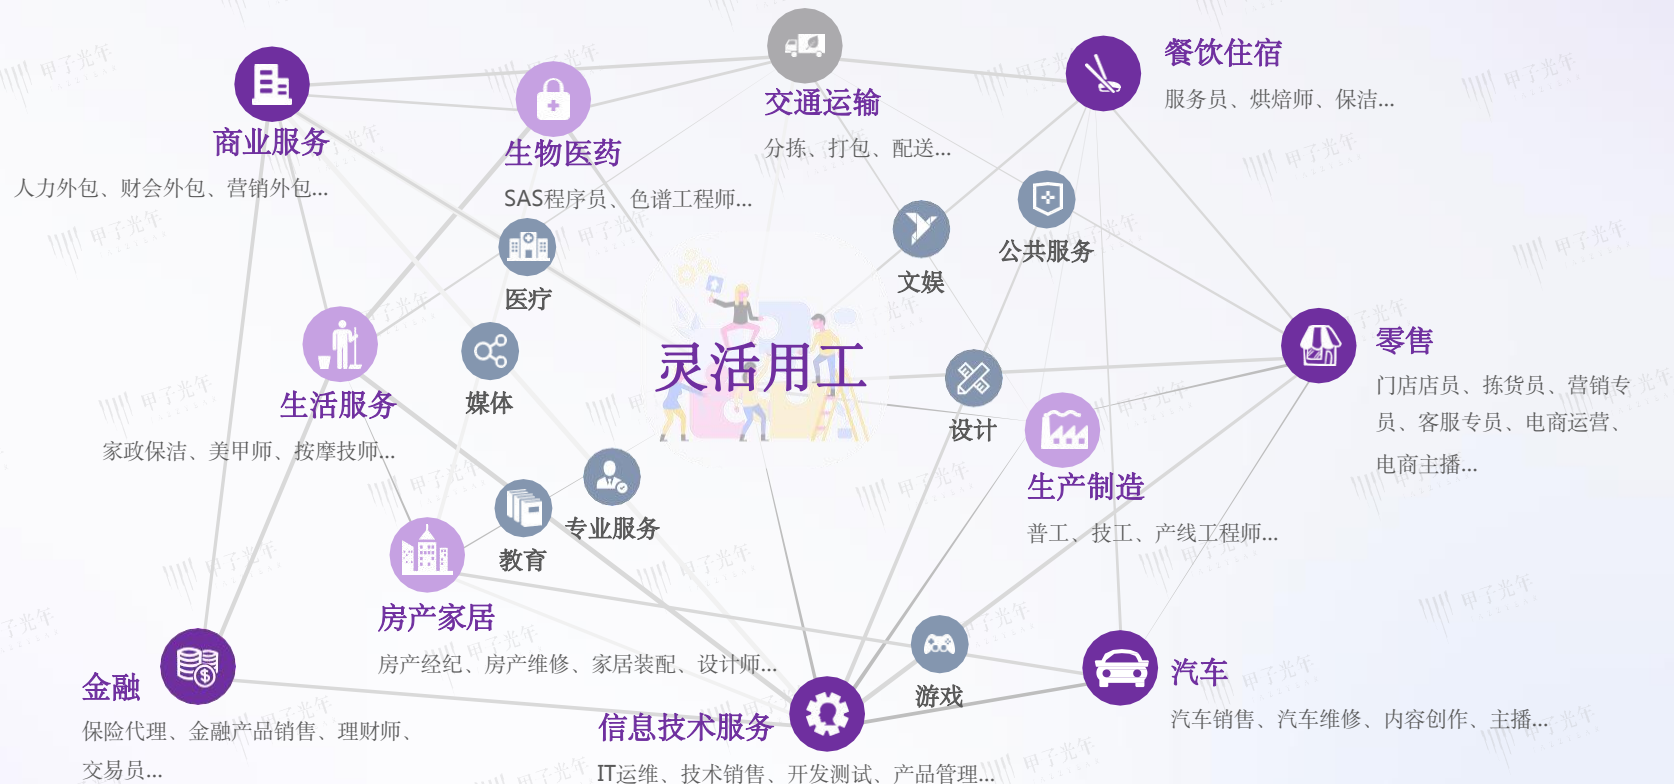 餐饮住宿
服务员、烘焙师、保洁...
交通运输
分拣、打包、配送...
商业服务
人力外包、财会外包、营销外包...
生物医药
SAS程序员、色谱工程师...
公共服务
文娱
医疗
灵活用工
零售
门店店员、拣货员、营销专
员、客服专员、电商运营、
电商主播...
生活服务
家政保洁、美甲师、按摩技师...
媒体
设计
生产制造
普工、技工、产线工程师...
专业服务
教育
房产家居
房产经纪、房产维修、家居装配、设计师...
金融
保险代理、金融产品销售、理财师、
交易员...
信息技术服务
IT运维、技术销售、开发测试、产品管理...
游戏
汽车
汽车销售、汽车维修、内容创作、主播...
甲子光年